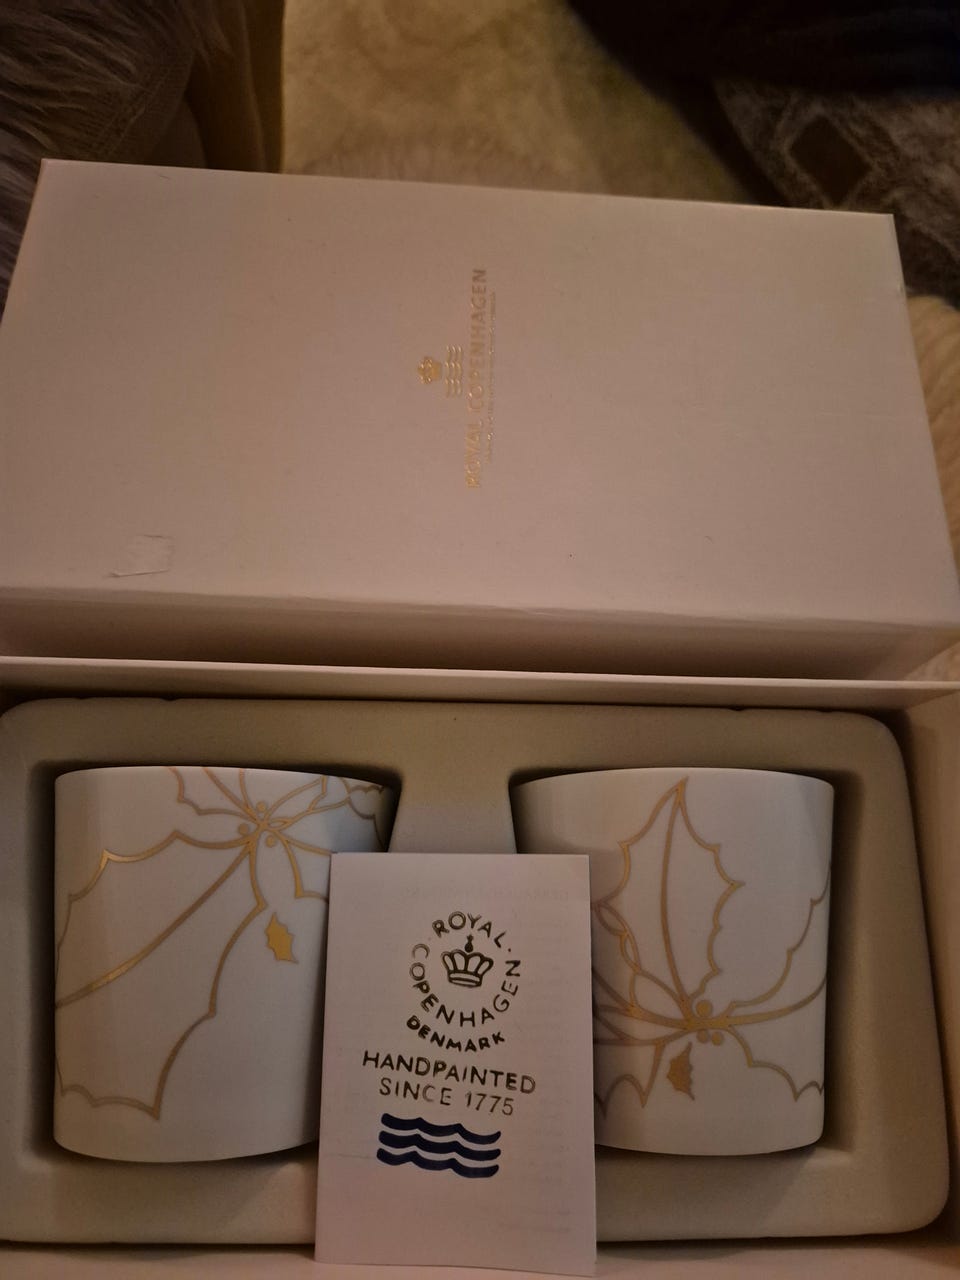 ROYAL COPENHAGEN
ROYAL
COPENHAGEN
DENMARK
HANDPAINTED
SINCE 1775